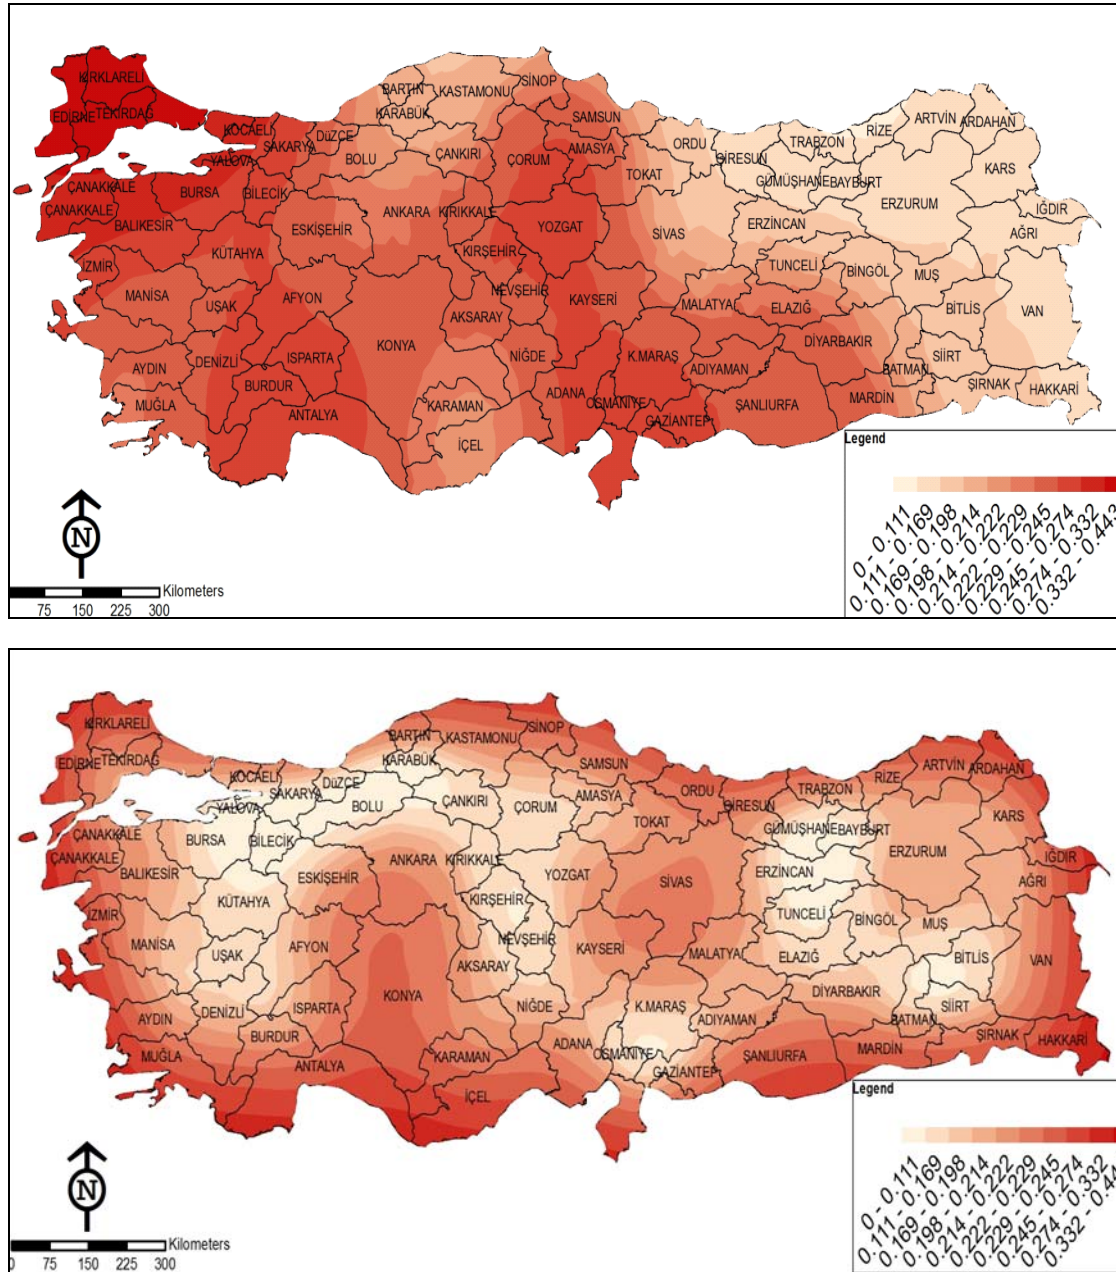 KIRKLARELİ
EDİRNE
TEKİRDAĞ
KOCAELİ
YALOVA
SAKARYA
DÜZCE
BOLU
BARTIN
KARABÜK
KASTAMONU
SİNOP
SAMSUN
ÇANKIRI
ÇORUM
AMASYA
TOKAT
ORDU
GİRESUN
TRABZON
RİZE
ARTVİN
ARDAHAN
KARS
GÜMÜŞHANE
BAYBURT
ERZURUM
IĞDIR
AĞRI
ÇANAKKALE
ÇANAKKALE
BURSA
BİLECİK
BALIKESİR
ESKİŞEHİR
ANKARA
KIRIKKALE
YOZGAT
SİVAS
ERZİNCAN
İZMİR
KÜTAHYA
KIRŞEHİR
TUNCELİ
BİNGÖL
MUŞ
MANİSA
UŞAK
AFYON
NEVŞEHİR
KAYSERİ
MALATYA
ELAZIĞ
BİTLİS
VAN
AKSARAY
KONYA
DİYARBAKIR
AYDIN
DENİZLİ
ISPARTA
NİĞDE
K.MARAŞ
ADIYAMAN
BATMAN
SİİRT
ŞIRNAK
HAKKARİ
BURDUR
MUĞLA
ANTALYA
KARAMAN
ADANA
OSMANİYE
GAZİANTEP
ŞANLIURFA
MARDİN
İÇEL
Legend
0 - 0.111
0.111 - 0.169
0.169 - 0.198
0.198 - 0.214
0.214 - 0.222
0.222 - 0.229
0.229 - 0.245
0.245 - 0.274
0.274 - 0.332
0.332 - 0.443
N
Kilometers
75 150 225 300
KIRKLARELİ
EDİRNE
TEKİRDAĞ
KOCAELİ
YALOVA
SAKARYA
DÜZCE
BOLU
BARTIN
KARABÜK
KASTAMONU
SİNOP
SAMSUN
ÇANKIRI
ÇORUM
AMASYA
TOKAT
ORDU
GİRESUN
TRABZON
RİZE
ARTVİN
ARDAHAN
KARS
GÜMÜŞHANE
BAYBURT
ERZURUM
IĞDIR
AĞRI
ÇANAKKALE
ÇANAKKALE
BURSA
BİLECİK
BALIKESİR
ESKİŞEHİR
ANKARA
KIRIKKALE
YOZGAT
SİVAS
ERZİNCAN
İZMİR
KÜTAHYA
KIRŞEHİR
TUNCELİ
BİNGÖL
MUŞ
MANİSA
UŞAK
AFYON
NEVŞEHİR
KAYSERİ
MALATYA
ELAZIĞ
BİTLİS
VAN
AKSARAY
KONYA
DİYARBAKIR
AYDIN
DENİZLİ
ISPARTA
NİĞDE
K.MARAŞ
ADIYAMAN
BATMAN
SİİRT
ŞIRNAK
HAKKARİ
BURDUR
MUĞLA
ANTALYA
KARAMAN
ADANA
OSMANİYE
GAZİANTEP
ŞANLIURFA
MARDİN
İÇEL
Legend
0 - 0.111
0.111 - 0.169
0.169 - 0.198
0.198 - 0.214
0.214 - 0.222
0.222 - 0.229
0.229 - 0.245
0.245 - 0.274
0.274 - 0.332
0.332 - 0.44
N
Kilometers
0 75 150 225 300